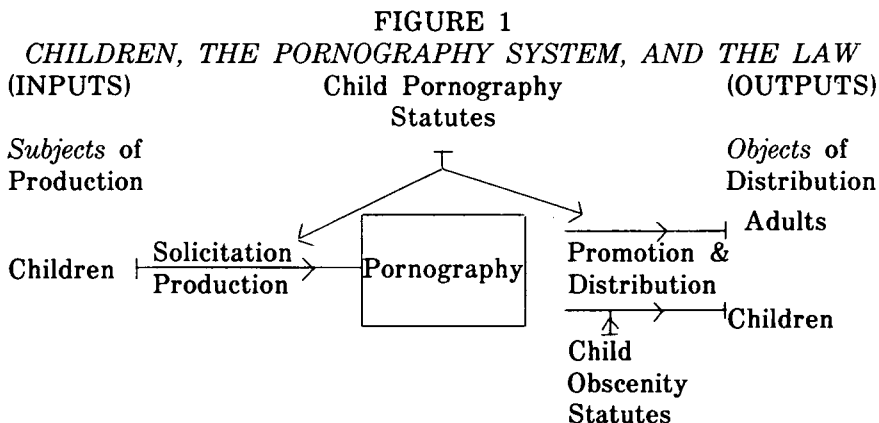 FIGURE 1
CHILDREN, THE PORNOGRAPHY SYSTEM, AND THE LAW
(INPUTS) Child Pornography (OUTPUTS)
Statutes
Subjects of Objects of
Production Distribution
Adults
Solicitation Promotion &
Children Pornography
Production Distribution
Children
Child
Obscenity
Statutes